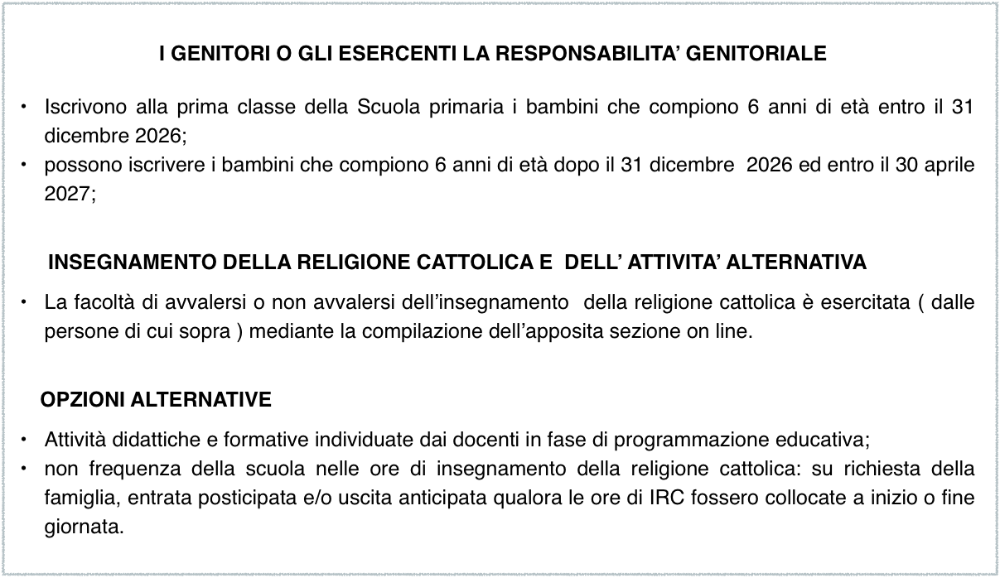 I GENITORI O GLI ESERCENTI LA RESPONSABILITA’ GENITORIALE
• Iscrivono alla prima classe della Scuola primaria i bambini che compiono 6 anni di età entro il 31
dicembre 2026;
• possono iscrivere i bambini che compiono 6 anni di età dopo il 31 dicembre  2026 ed entro il 30 aprile
2027;
INSEGNAMENTO DELLA RELIGIONE CATTOLICA E  DELL’ ATTIVITA’ ALTERNATIVA
• La facoltà di avvalersi o non avvalersi dell’insegnamento  della religione cattolica è esercitata ( dalle
persone di cui sopra ) mediante la compilazione dell’apposita sezione on line.
OPZIONI ALTERNATIVE
• Attività didattiche e formative individuate dai docenti in fase di programmazione educativa;
• non frequenza della scuola nelle ore di insegnamento della religione cattolica: su richiesta della
famiglia, entrata posticipata e/o uscita anticipata qualora le ore di IRC fossero collocate a inizio o fine
giornata.